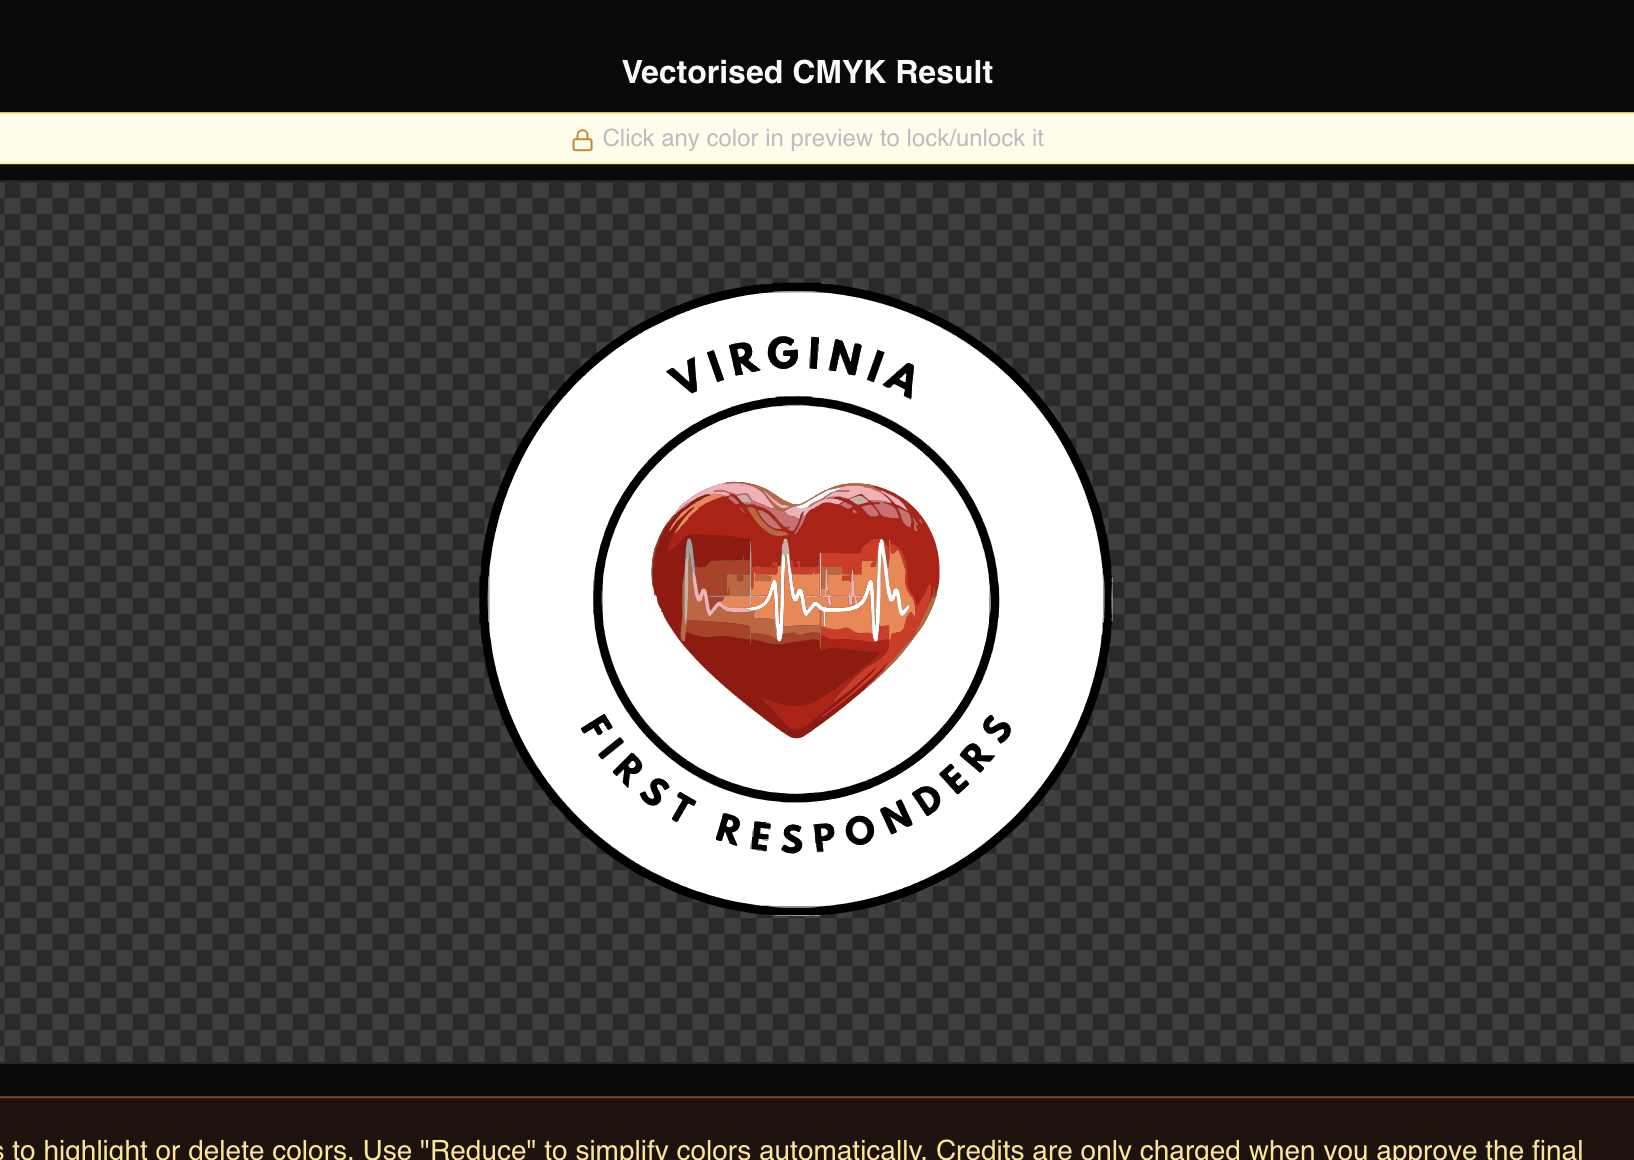 Vectorised CMYK Result
Click any color in preview to lock/unlock it
VIRGINIA
FIRST RESPONDERS
s to highlight or delete colors. Use "Reduce" to simplify colors automatically. Credits are only charged when you approve the final